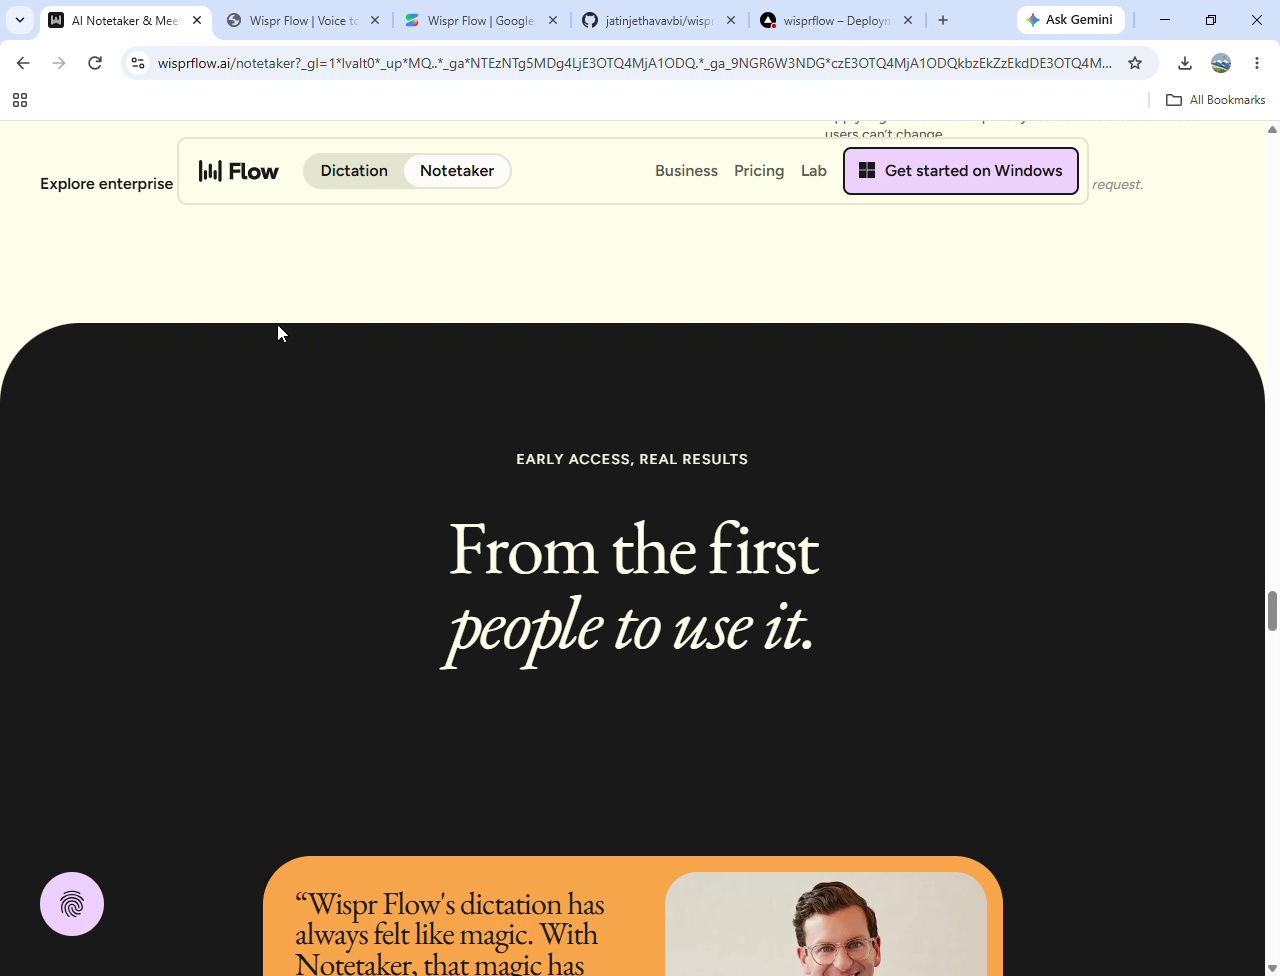 AI Notetaker & Mee
Wispr Flow | Voice to
Wispr Flow | Google
jatinjethavavbi/wispr
wisprflow – Deploym
Ask Gemini
wisprflow.ai/notetaker?_gl=1*lvalt0*_up*MQ..*_ga*NTEzNTg5MDg4LjE3OTQ4MjA1ODQ.*_ga_9NGR6W3NDG*czE3OTQ4MjA1ODQkbzEkZzEkdDE3OTQ4M...
All Bookmarks
users can't change.
Explore enterprise
Flow
Dictation
Notetaker
Business
Pricing
Lab
Get started on Windows
request.
EARLY ACCESS, REAL RESULTS
From the first
people to use it.
“Wispr Flow's dictation has
always felt like magic. With
Notetaker, that magic has